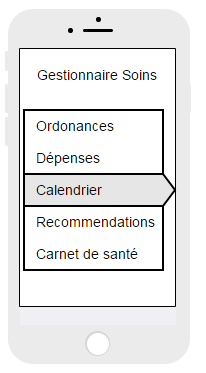 Gestionnaire Soins
Ordonances
Dépenses
Calendrier
Recommendations
Carnet de santé